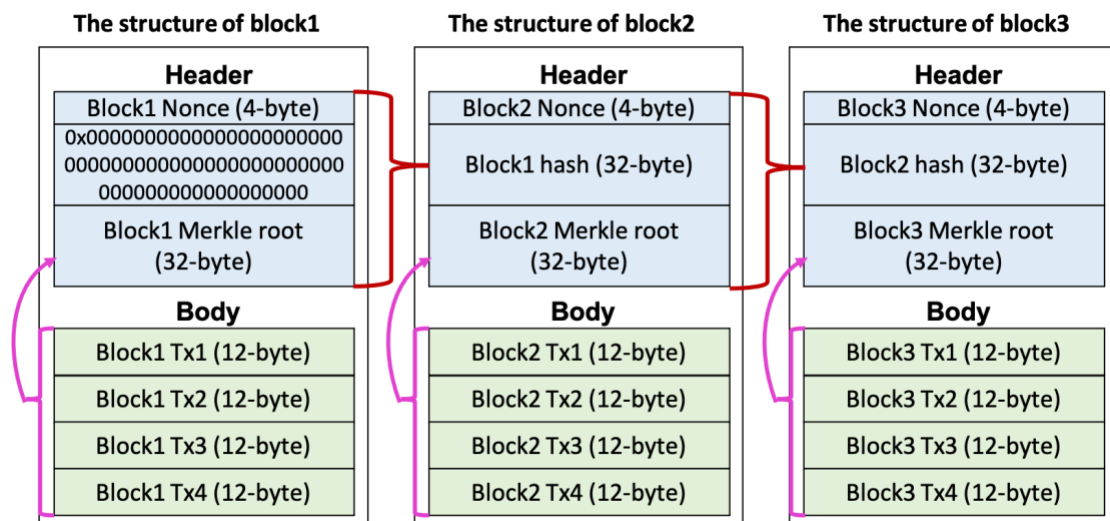 The structure of block1
Header
Block1 Nonce (4-byte)
0x0000000000000000000000
000000000000000000000000
000000000000000000
Block1 Merkle root
(32-byte)
Body
Block1 Tx1 (12-byte)
Block1 Tx2 (12-byte)
Block1 Tx3 (12-byte)
Block1 Tx4 (12-byte)
The structure of block2
Header
Block2 Nonce (4-byte)
Block1 hash (32-byte)
Block2 Merkle root
(32-byte)
Body
Block2 Tx1 (12-byte)
Block2 Tx2 (12-byte)
Block2 Tx3 (12-byte)
Block2 Tx4 (12-byte)
The structure of block3
Header
Block3 Nonce (4-byte)
Block2 hash (32-byte)
Block3 Merkle root
(32-byte)
Body
Block3 Tx1 (12-byte)
Block3 Tx2 (12-byte)
Block3 Tx3 (12-byte)
Block3 Tx4 (12-byte)